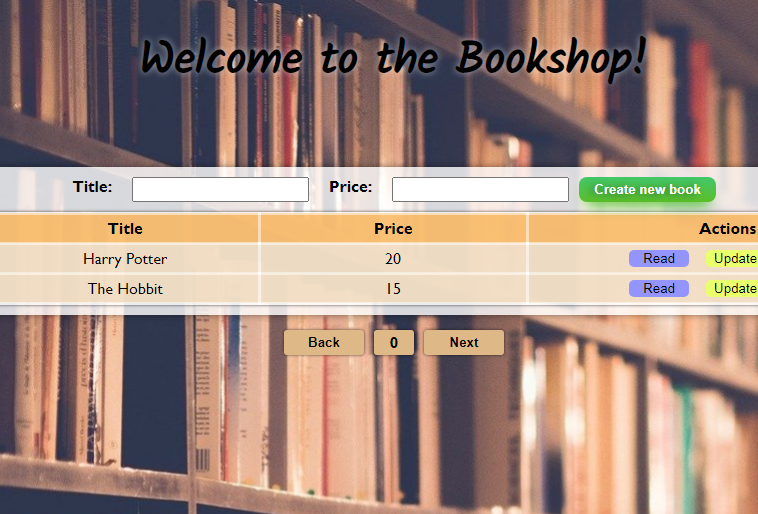 Welcome to the Bookshop!
Title: Price: Create new book
Title Price Actions
Harry Potter 20 Read Update
The Hobbit 15 Read Update
Back 0 Next